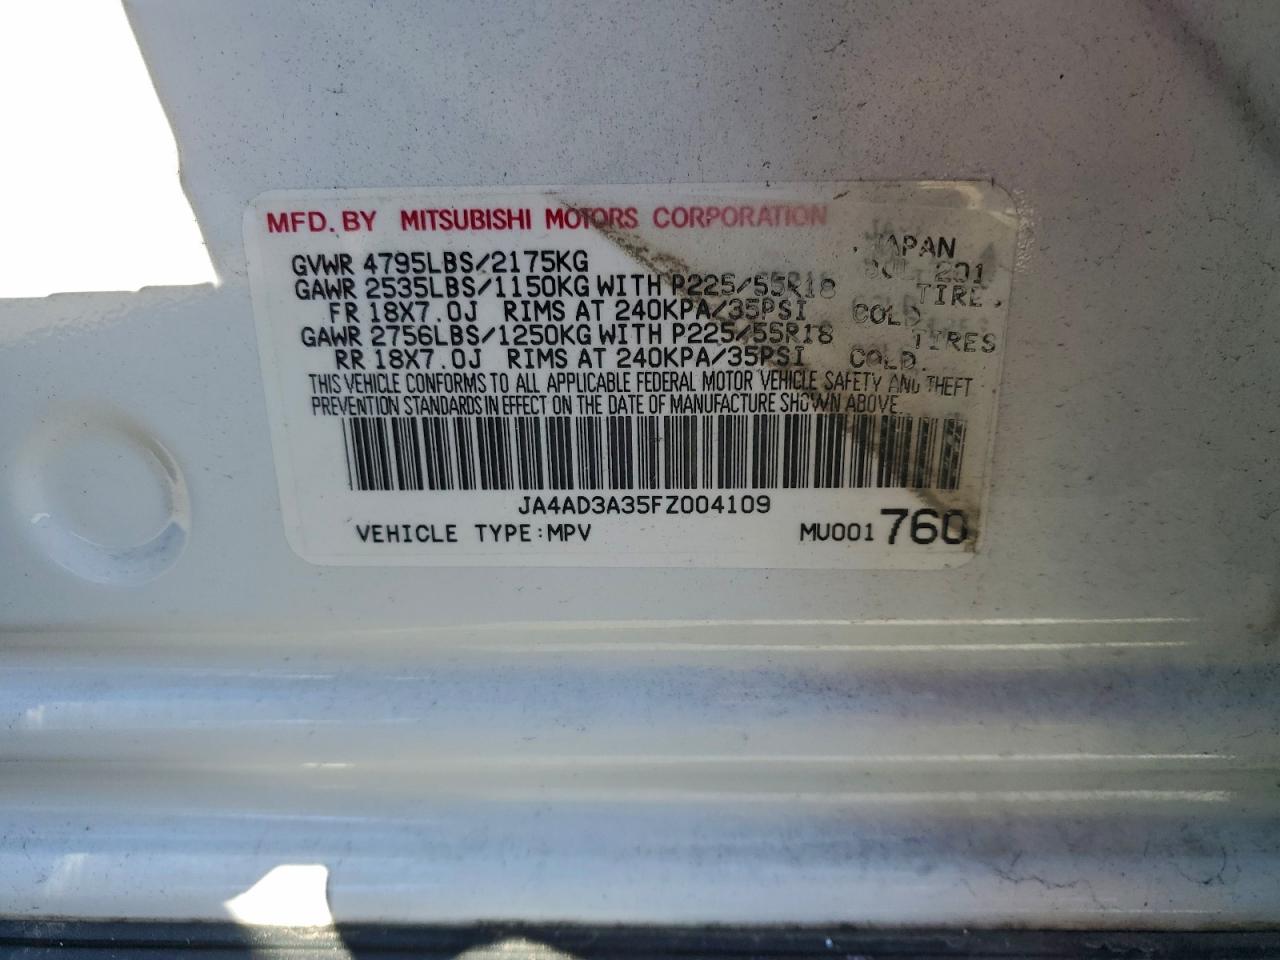 MFD. BY MITSUBISHI MOTORS CORPORATION
JAPAN
GVWR 4795LBS/2175KG
GAWR 2535LBS/1150KG WITH P225/55R18 TIRE
FR 18X7.0J RIMS AT 240KPA/35PSI COLD
GAWR 2756LBS/1250KG WITH P225/55R18 TIRES
RR 18X7.0J RIMS AT 240KPA/35PSI COLD.
THIS VEHICLE CONFORMS TO ALL APPLICABLE FEDERAL MOTOR VEHICLE SAFETY AND THEFT
PREVENTION STANDARDS IN EFFECT ON THE DATE OF MANUFACTURE SHOWN ABOVE.
JA4AD3A35FZ004109
VEHICLE TYPE:MPV MU001 760